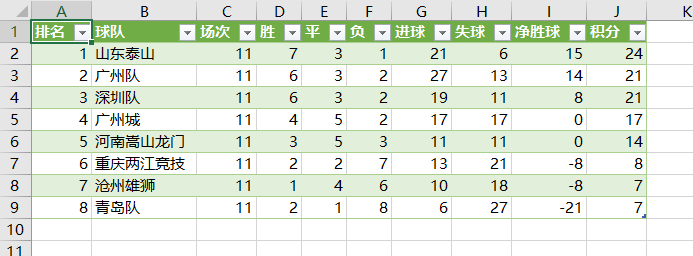 A B C D E F G H I J K
1 排名 球队 场次 胜 平 负 进球 失球 净胜球 积分
2 1 山东泰山 11 7 3 1 21 6 15 24
3 2 广州队 11 6 3 2 27 13 14 21
4 3 深圳队 11 6 3 2 19 11 8 21
5 4 广州城 11 4 5 2 17 17 0 17
6 5 河南嵩山龙门 11 3 5 3 11 11 0 14
7 6 重庆两江竞技 11 2 2 7 13 21 -8 8
8 7 沧州雄狮 11 1 4 6 10 18 -8 7
9 8 青岛队 11 2 1 8 6 27 -21 7
10
11